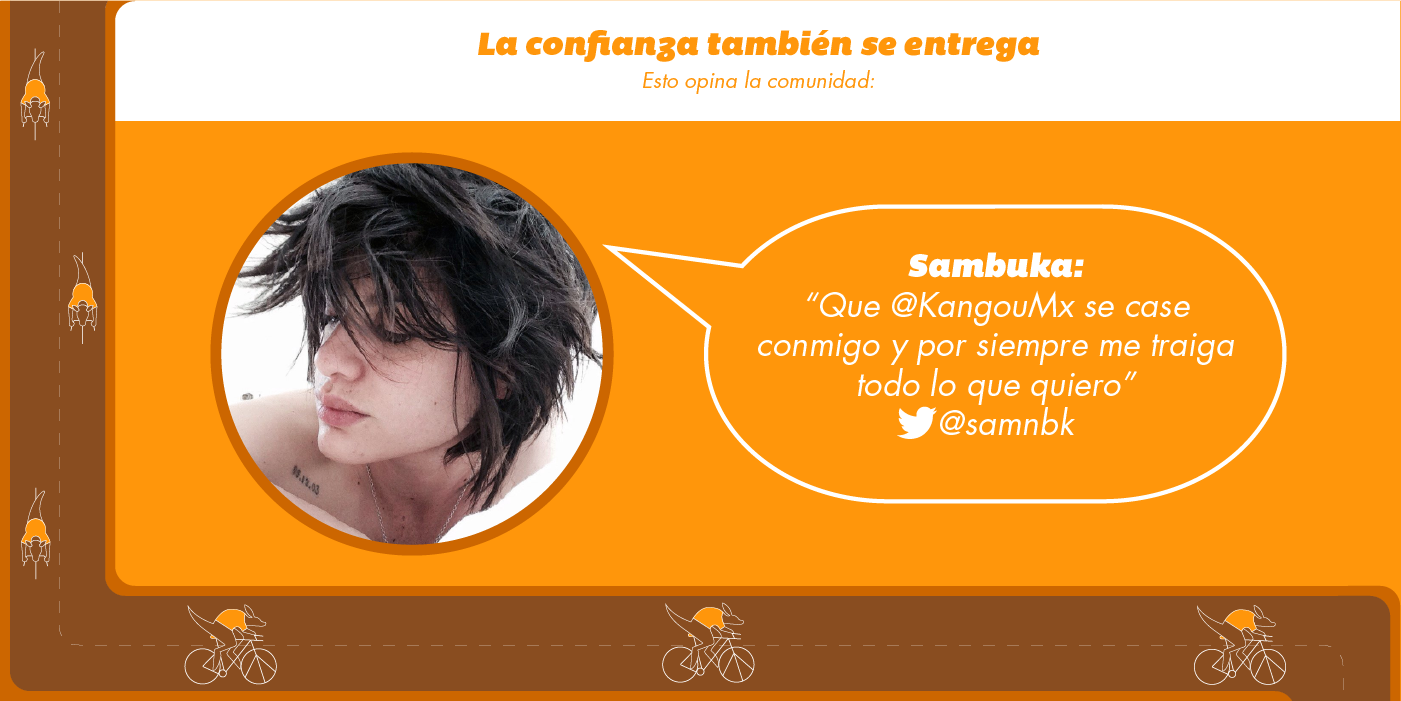 La confianza también se entrega
Esto opina la comunidad:
Sambuka:
“Que @KangouMx se case
conmigo y por siempre me traiga
todo lo que quiero”
@samnbk